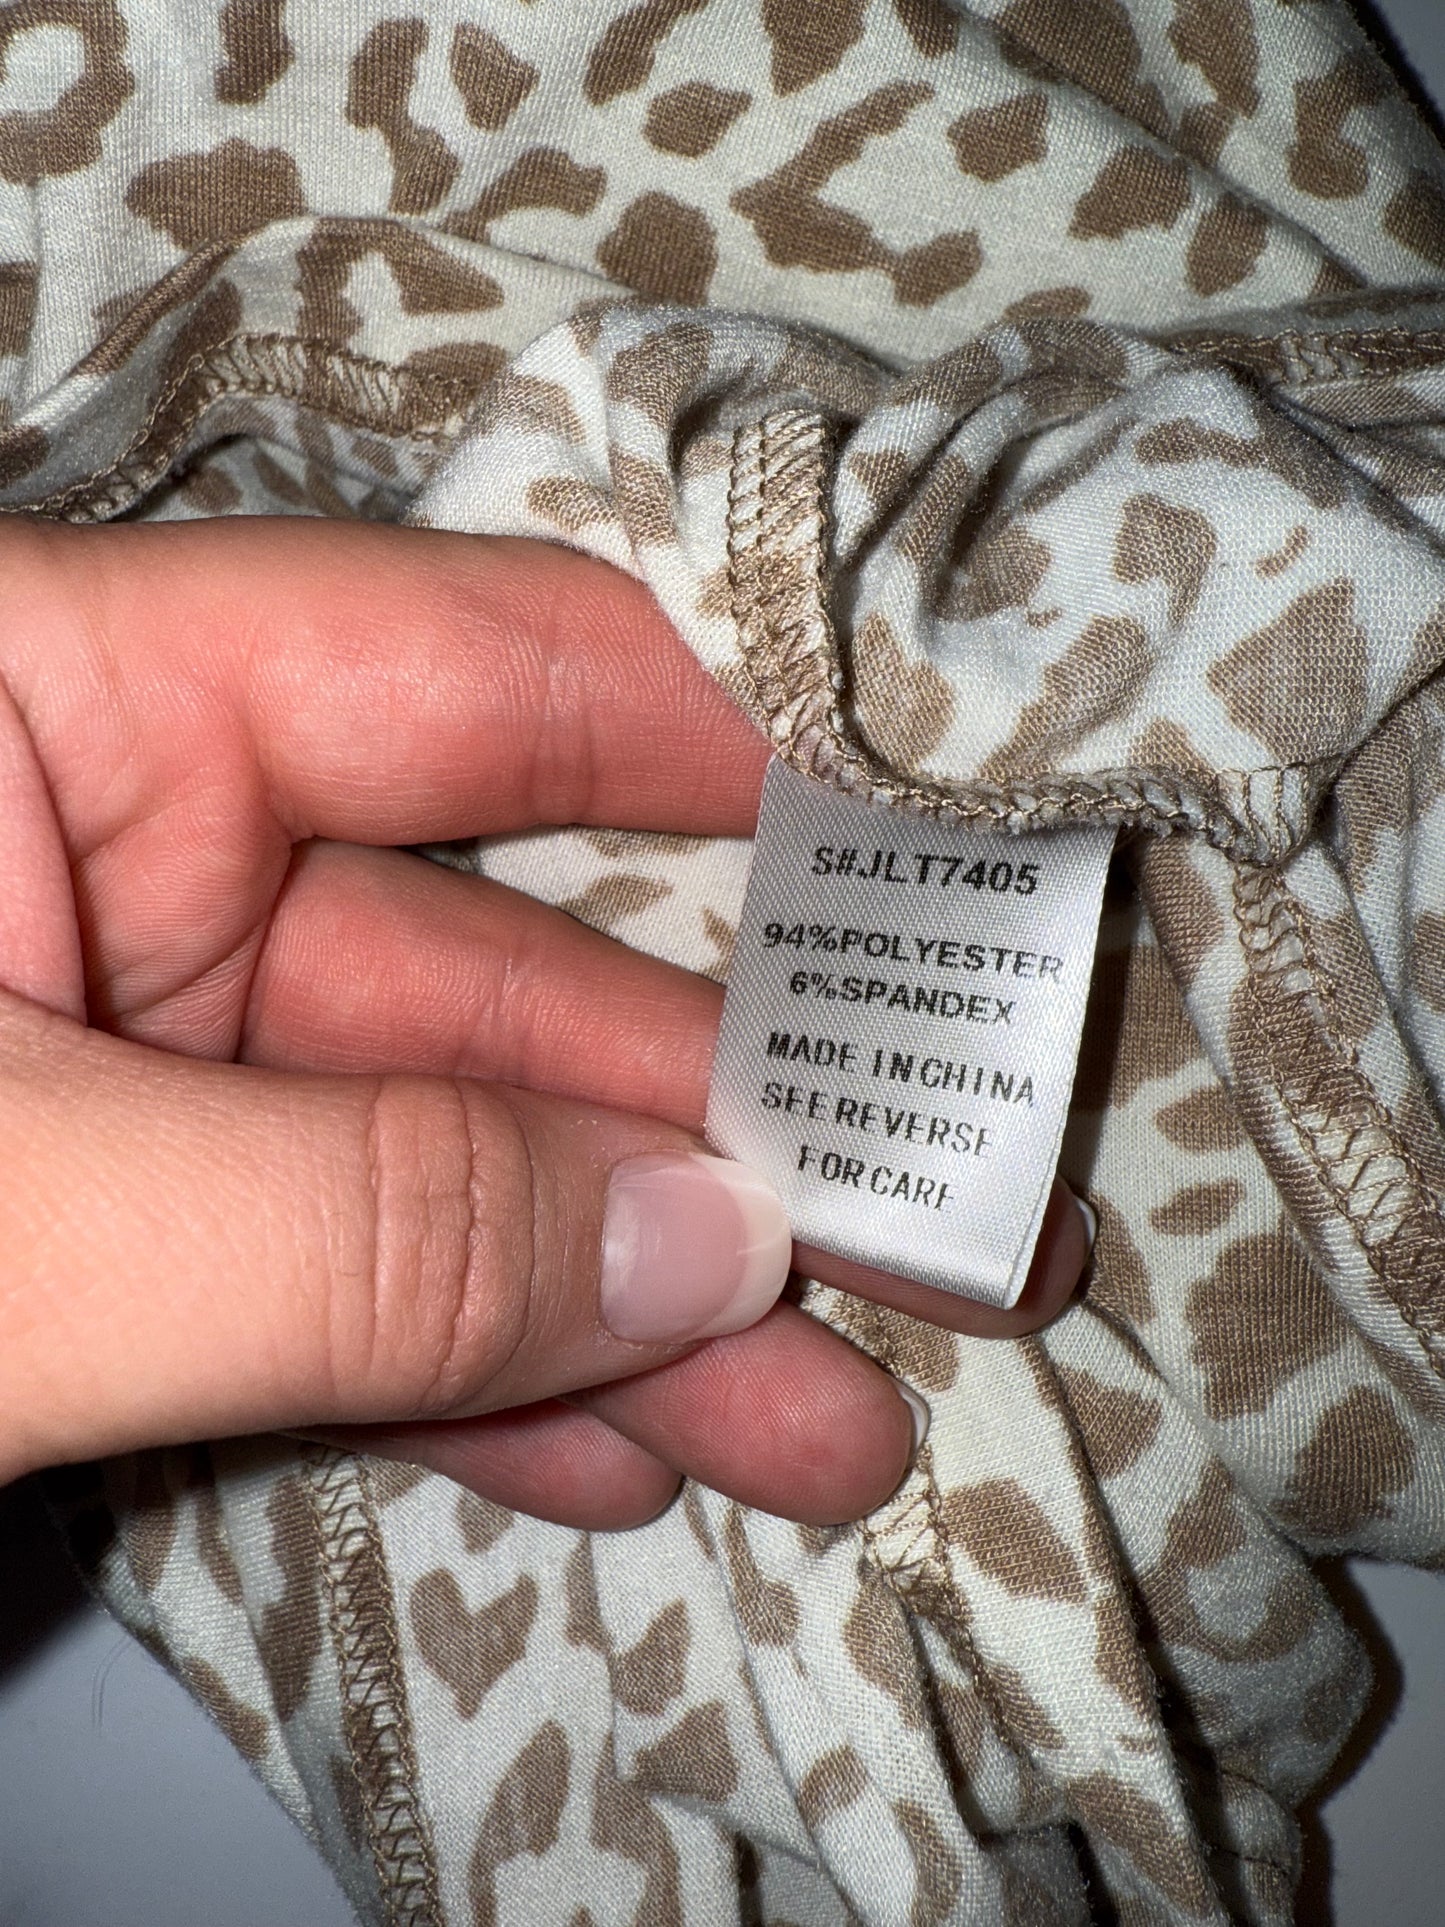 S#JLT7405
94%POLYESTER
6%SPANDEX
MADE IN CHINA
SEE REVERSE
FOR CARE